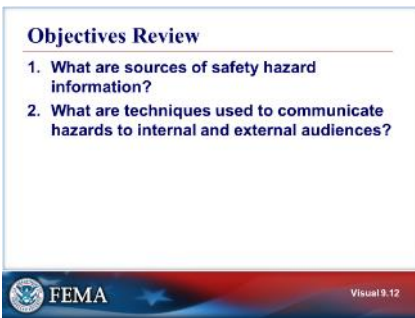 Objectives Review
1. What are sources of safety hazard
information?
2. What are techniques used to communicate
hazards to internal and external audiences?
FEMA
Visual 9.12